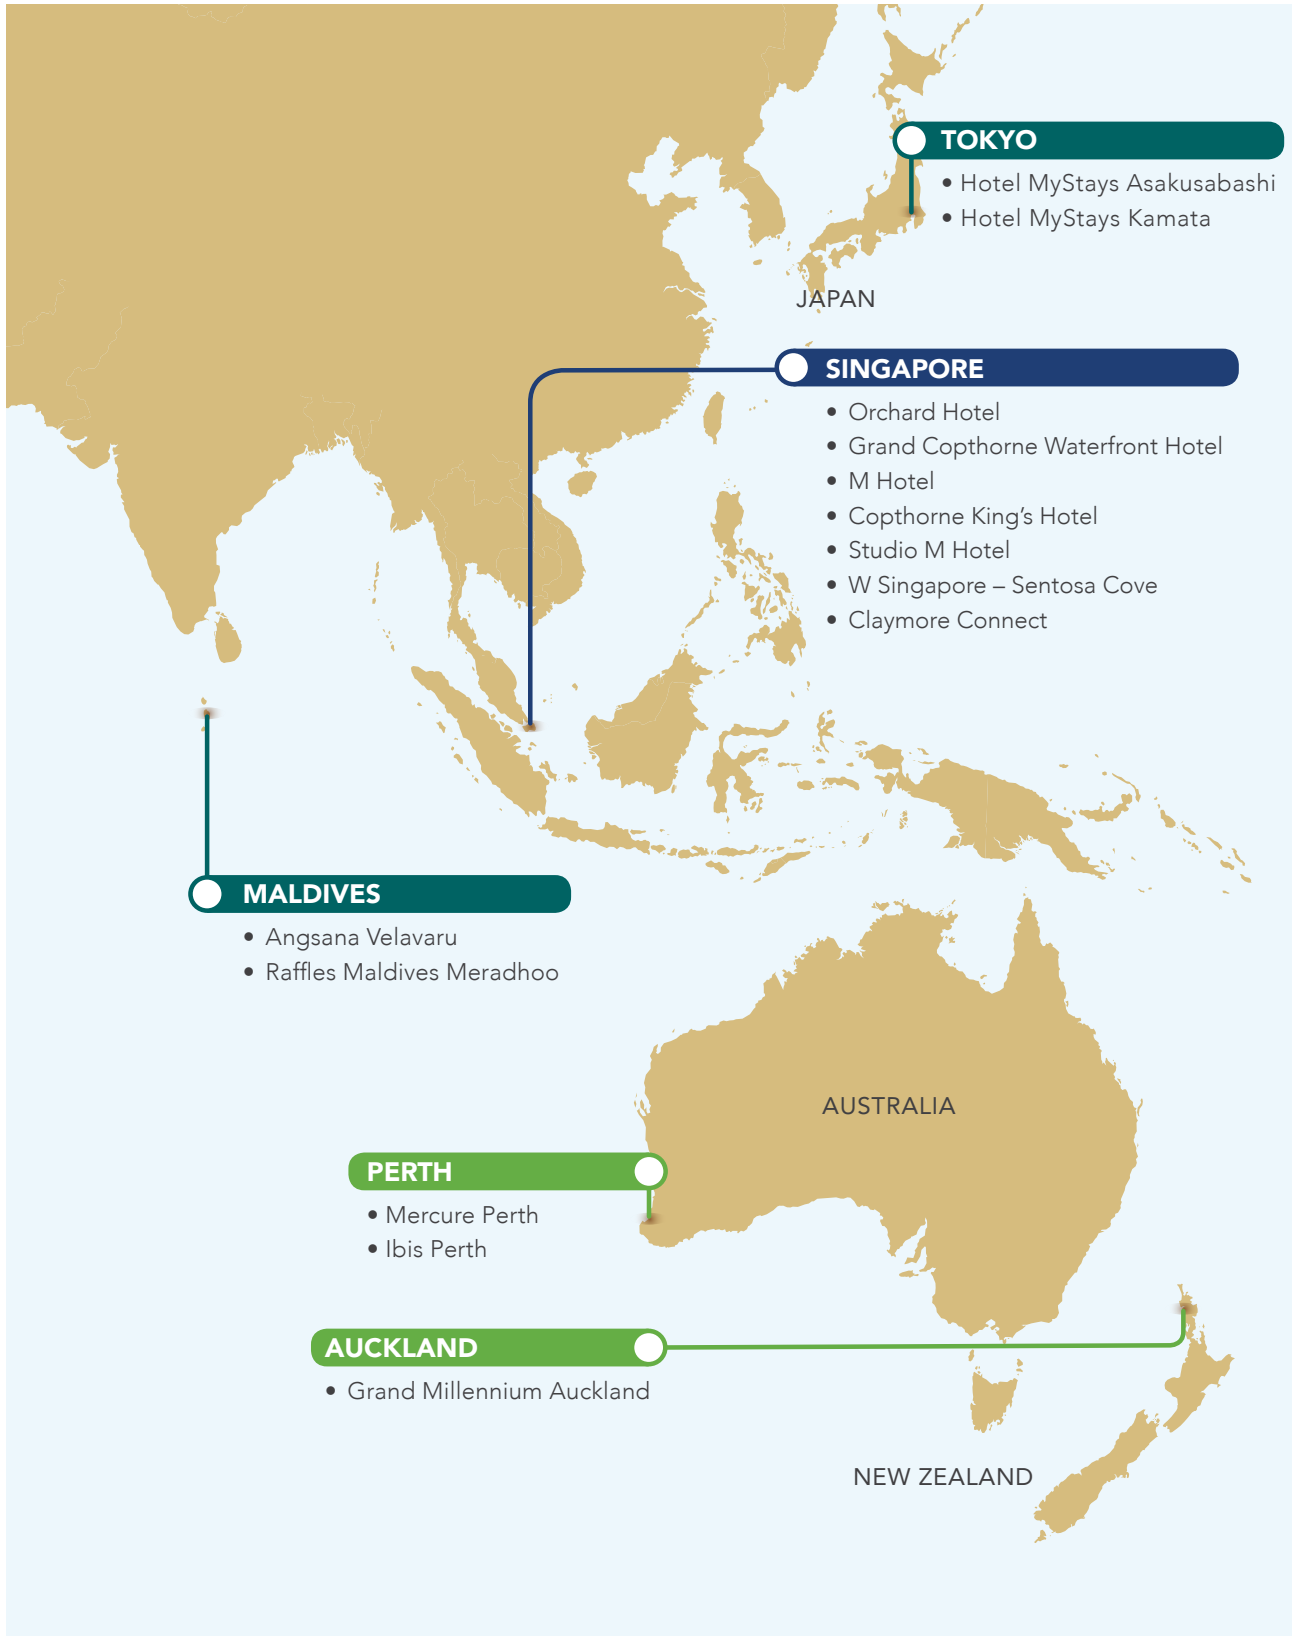 TOKYO
• Hotel MyStays Asakusabashi
• Hotel MyStays Kamata
JAPAN
SINGAPORE
• Orchard Hotel
• Grand Copthorne Waterfront Hotel
• M Hotel
• Copthorne King’s Hotel
• Studio M Hotel
• W Singapore – Sentosa Cove
• Claymore Connect
MALDIVES
• Angsana Velavaru
• Raffles Maldives Meradhoo
AUSTRALIA
PERTH
• Mercure Perth
• Ibis Perth
AUCKLAND
• Grand Millennium Auckland
NEW ZEALAND